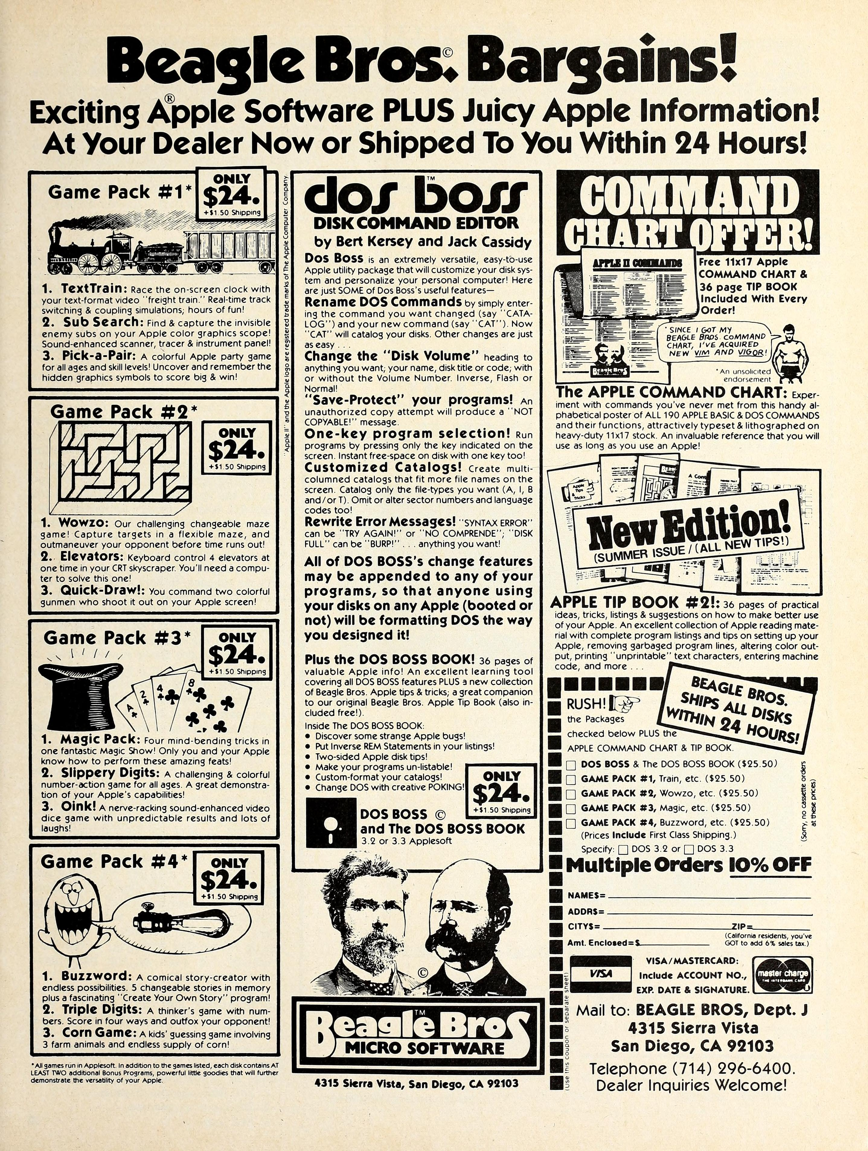 Beagle Bros© Bargains!
Exciting Apple® Software PLUS Juicy Apple Information!
At Your Dealer Now or Shipped To You Within 24 Hours!
Game Pack #1*
ONLY
$24.
+$1.50 Shipping
1. TextTrain: Race the on-screen clock with
your text-format video "freight train." Real-time track
switching & coupling simulations; hours of fun!
2. Sub Search: Find & capture the invisible
enemy subs on your Apple color graphics scope!
Sound-enhanced scanner, tracer & instrument panel!
3. Pick-a-Pair: A colorful Apple party game
for all ages and skill levels! Uncover and remember the
hidden graphics symbols to score big & win!
Game Pack #2*
ONLY
$24.
+$1.50 Shipping
1. Wowzo: Our challenging changeable maze
game! Capture targets in a flexible maze, and
outmaneuver your opponent before time runs out!
2. Elevators: Keyboard control 4 elevators at
one time in your CRT skyscraper. You'll need a compu-
ter to solve this one!
3. Quick-Draw!: You command two colorful
gunmen who shoot it out on your Apple screen!
Game Pack #3*
ONLY
$24.
+$1.50 Shipping
A
2
4
8
1. Magic Pack: Four mind-bending tricks in
one fantastic Magic Show! Only you and your Apple
know how to perform these amazing feats!
2. Slippery Digits: A challenging & colorful
number-action game for all ages. A great demonstra-
tion of your Apple's capabilities!
3. Oink! A nerve-racking sound-enhanced video
dice game with unpredictable results and lots of
laughs!
Game Pack #4*
ONLY
$24.
+$1.50 Shipping
1. Buzzword: A comical story-creator with
endless possibilities. 5 changeable stories in memory
plus a fascinating "Create Your Own Story" program!
2. Triple Digits: A thinker's game with num-
bers. Score in four ways and outfox your opponent!
3. Corn Game: A kids' guessing game involving
3 farm animals and endless supply of corn!
*All games run in Applesoft. In addition to the games listed, each disk contains AT
LEAST TWO additional Bonus Programs, powerful little goodies that will further
demonstrate the versatility of your Apple.
"Apple II" and the Apple logo are registered trade marks of The Apple Computer Company.
dos boss™
DISK COMMAND EDITOR
by Bert Kersey and Jack Cassidy
Dos Boss is an extremely versatile, easy-to-use
Apple utility package that will customize your disk sys-
tem and personalize your personal computer! Here
are just SOME of Dos Boss's useful features—
Rename DOS Commands by simply enter-
ing the command you want changed (say "CATA-
LOG") and your new command (say "CAT"). Now
"CAT" will catalog your disks. Other changes are just
as easy . . .
Change the "Disk Volume" heading to
anything you want; your name, disk title or code; with
or without the Volume Number. Inverse, Flash or
Normal!
"Save-Protect" your programs! An
unauthorized copy attempt will produce a "NOT
COPYABLE!" message.
One-key program selection! Run
programs by pressing only the key indicated on the
screen. Instant free-space on disk with one key too!
Customized Catalogs! Create multi-
columned catalogs that fit more file names on the
screen. Catalog only the file-types you want (A, I, B
and/or T). Omit or alter sector numbers and language
codes too!
Rewrite Error Messages! "SYNTAX ERROR"
can be "TRY AGAIN!" or "NO COMPRENDE"; "DISK
FULL" can be "BURP!" . . . anything you want!
All of DOS BOSS's change features
may be appended to any of your
programs, so that anyone using
your disks on any Apple (booted or
not) will be formatting DOS the way
you designed it!
Plus the DOS BOSS BOOK! 36 pages of
valuable Apple info! An excellent learning tool
covering all DOS BOSS features PLUS a new collection
of Beagle Bros. Apple tips & tricks; a great companion
to our original Beagle Bros. Apple Tip Book (also in-
cluded free!).
Inside The DOS BOSS BOOK:
• Discover some strange Apple bugs!
• Put Inverse REM Statements in your listings!
• Two-sided Apple disk tips!
• Make your programs un-listable!
• Custom-format your catalogs!
• Change DOS with creative POKING!
ONLY
$24.
+$1.50 Shipping
DOS BOSS ©
and The DOS BOSS BOOK
3.2 or 3.3 Applesoft
©
Beagle Bros™
MICRO SOFTWARE
4315 Sierra Vista, San Diego, CA 92103
COMMAND
CHART OFFER!
APPLE II COMMANDS
Beagle Bros
Free 11x17 Apple
COMMAND CHART &
36 page TIP BOOK
Included With Every
Order!
"SINCE I GOT MY
BEAGLE BROS COMMAND
CHART, I'VE ACQUIRED
NEW VIM AND VIGOR!"
*An unsolicited
endorsement
The APPLE COMMAND CHART: Exper-
iment with commands you've never met from this handy al-
phabetical poster of ALL 190 APPLE BASIC & DOS COMMANDS
and their functions, attractively typeset & lithographed on
heavy-duty 11x17 stock. An invaluable reference that you will
use as long as you use an Apple!
New Edition!
(SUMMER ISSUE / (ALL NEW TIPS!)
APPLE TIP BOOK #2!: 36 pages of practical
ideas, tricks, listings & suggestions on how to make better use
of your Apple. An excellent collection of Apple reading mate-
rial with complete program listings and tips on setting up your
Apple, removing garbaged program lines, altering color out-
put, printing "unprintable" text characters, entering machine
code, and more . . .
BEAGLE BROS.
SHIPS ALL DISKS
WITHIN 24 HOURS!
RUSH!
the Packages
checked below PLUS the
APPLE COMMAND CHART & TIP BOOK.
DOS BOSS & The DOS BOSS BOOK ($25.50)
GAME PACK #1, Train, etc. ($25.50)
GAME PACK #2, Wowzo, etc. ($25.50)
GAME PACK #3, Magic, etc. ($25.50)
GAME PACK #4, Buzzword, etc. ($25.50)
(Prices Include First Class Shipping.)
Specify: DOS 3.2 or DOS 3.3
(Sorry, no cassette orders
at these prices)
Multiple Orders 10% OFF
NAME$=
ADDR$=
CITY$= ZIP=
Amt. Enclosed=$
(California residents, you've
GOT to add 6% sales tax.)
VISA
VISA/MASTERCARD:
Include ACCOUNT NO.,
EXP. DATE & SIGNATURE.
master charge
THE INTERBANK CARD
Mail to: BEAGLE BROS, Dept. J
4315 Sierra Vista
San Diego, CA 92103
Telephone (714) 296-6400.
Dealer Inquiries Welcome!
(Use this coupon or separate sheet)